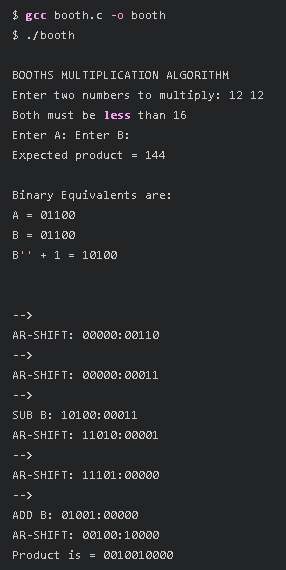 $ gcc booth.c -o booth
$ ./booth
BOOTHS MULTIPLICATION ALGORITHM
Enter two numbers to multiply: 12 12
Both must be less than 16
Enter A: Enter B:
Expected product = 144
Binary Equivalents are:
A = 01100
B = 01100
B'' + 1 = 10100
-->
AR-SHIFT: 00000:00110
-->
AR-SHIFT: 00000:00011
-->
SUB B: 10100:00011
AR-SHIFT: 11010:00001
-->
AR-SHIFT: 11101:00000
-->
ADD B: 01001:00000
AR-SHIFT: 00100:10000
Product is = 0010010000